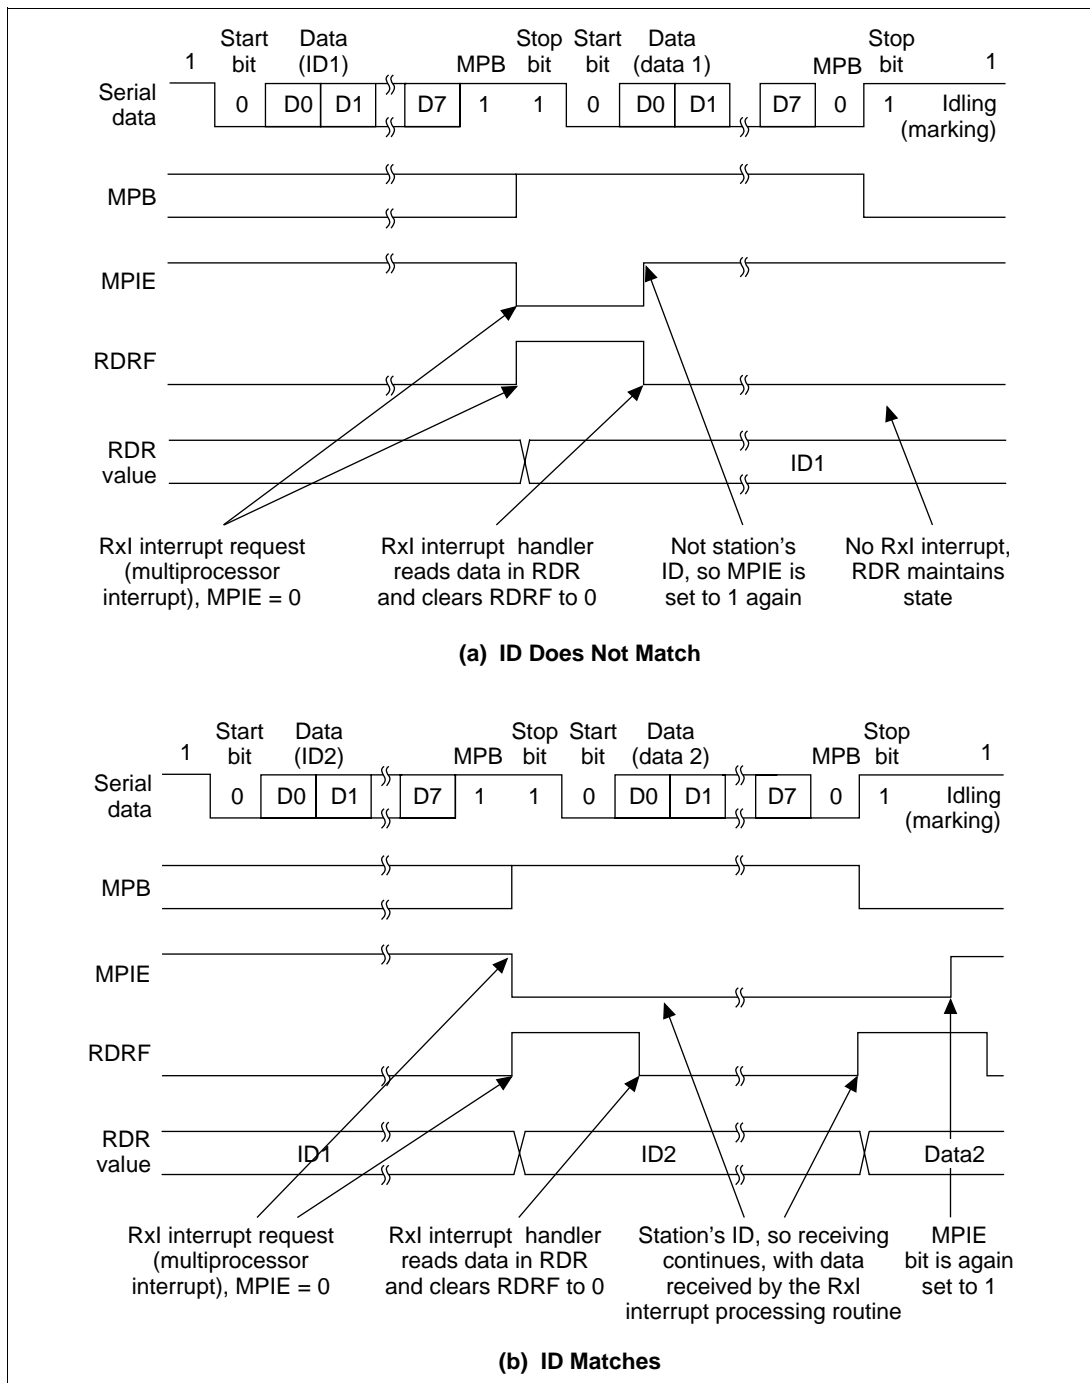 Start Data Stop Start Data Stop
1 bit (ID1) MPB bit bit (data 1) MPB bit 1
Serial data 0 D0 D1 D7 1 1 0 D0 D1 D7 0 1 Idling (marking)
MPB
MPIE
RDRF
RDR value ID1
RxI interrupt request
(multiprocessor
interrupt), MPIE = 0
RxI interrupt handler
reads data in RDR
and clears RDRF to 0
Not station's
ID, so MPIE is
set to 1 again
No RxI interrupt,
RDR maintains
state
(a) ID Does Not Match
Start Data Stop Start Data Stop
1 bit (ID2) MPB bit bit (data 2) MPB bit 1
Serial data 0 D0 D1 D7 1 1 0 D0 D1 D7 0 1 Idling (marking)
MPB
MPIE
RDRF
RDR value ID1 ID2 Data2
RxI interrupt request
(multiprocessor
interrupt), MPIE = 0
RxI interrupt handler
reads data in RDR
and clears RDRF to 0
Station's ID, so receiving
continues, with data
received by the RxI
interrupt processing routine
MPIE
bit is again
set to 1
(b) ID Matches